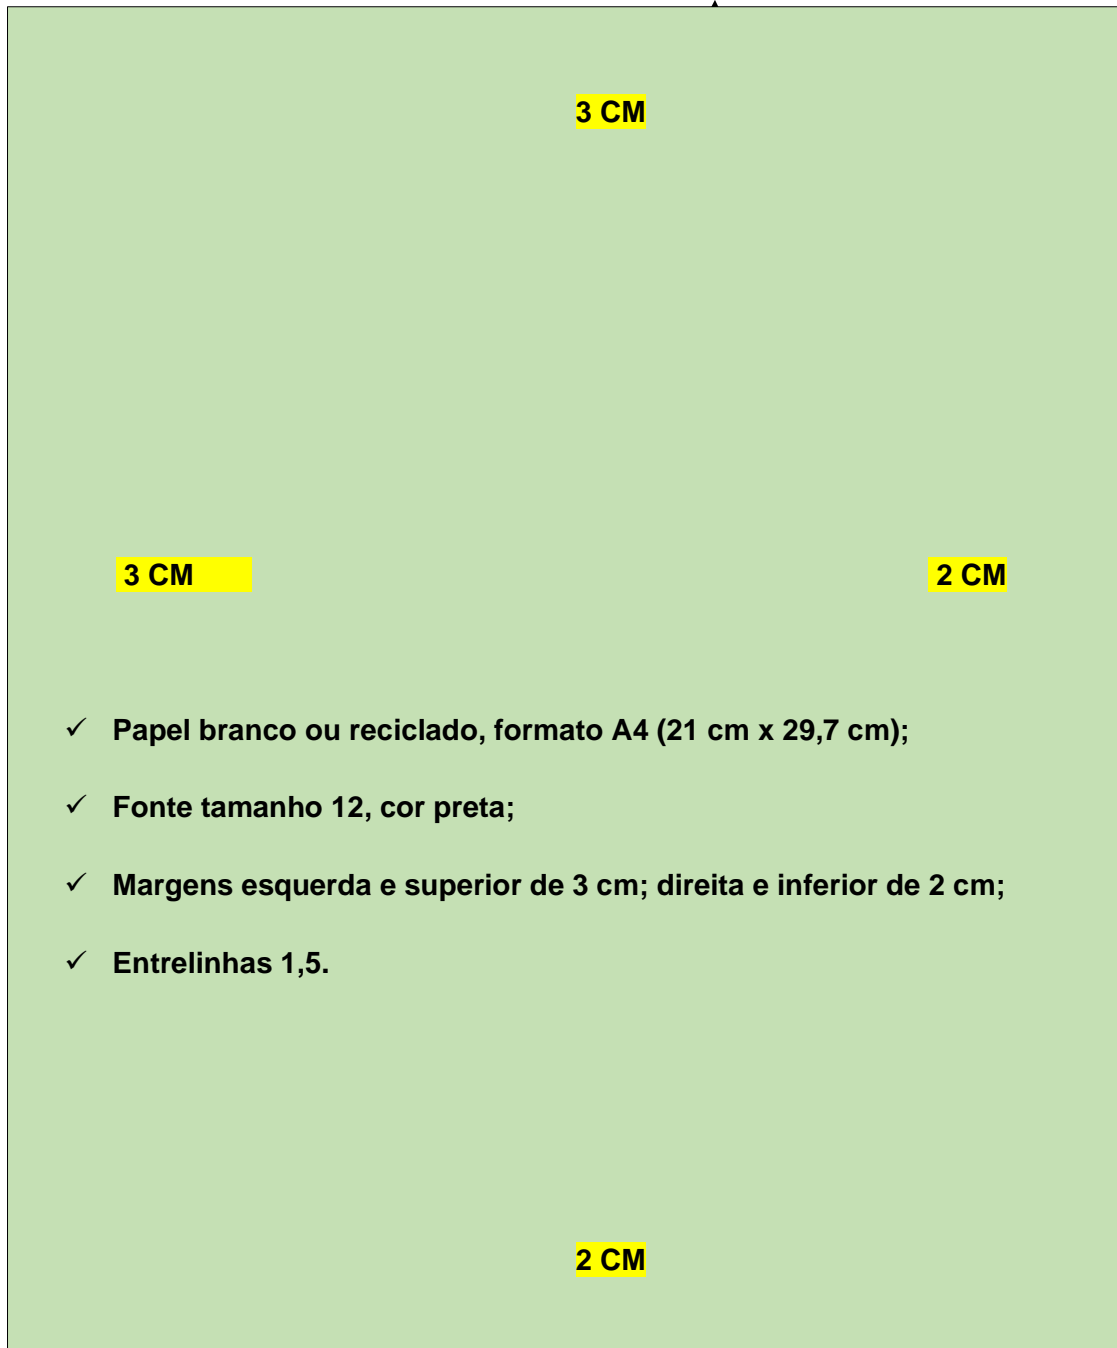 3 CM
3 CM 2 CM
✓ Papel branco ou reciclado, formato A4 (21 cm x 29,7 cm);
✓ Fonte tamanho 12, cor preta;
✓ Margens esquerda e superior de 3 cm; direita e inferior de 2 cm;
✓ Entrelinhas 1,5.
2 CM